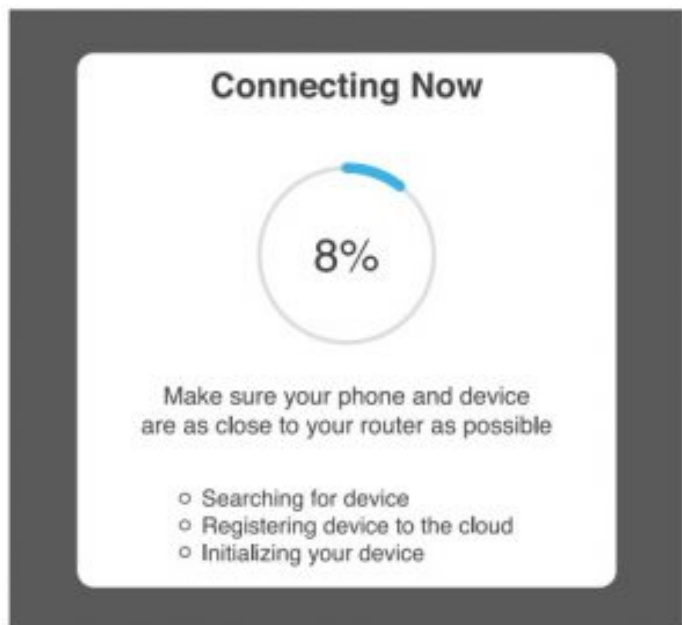 Connecting Now
8%
Make sure your phone and device
are as close to your router as possible
Searching for device
Registering device to the cloud
Initializing your device